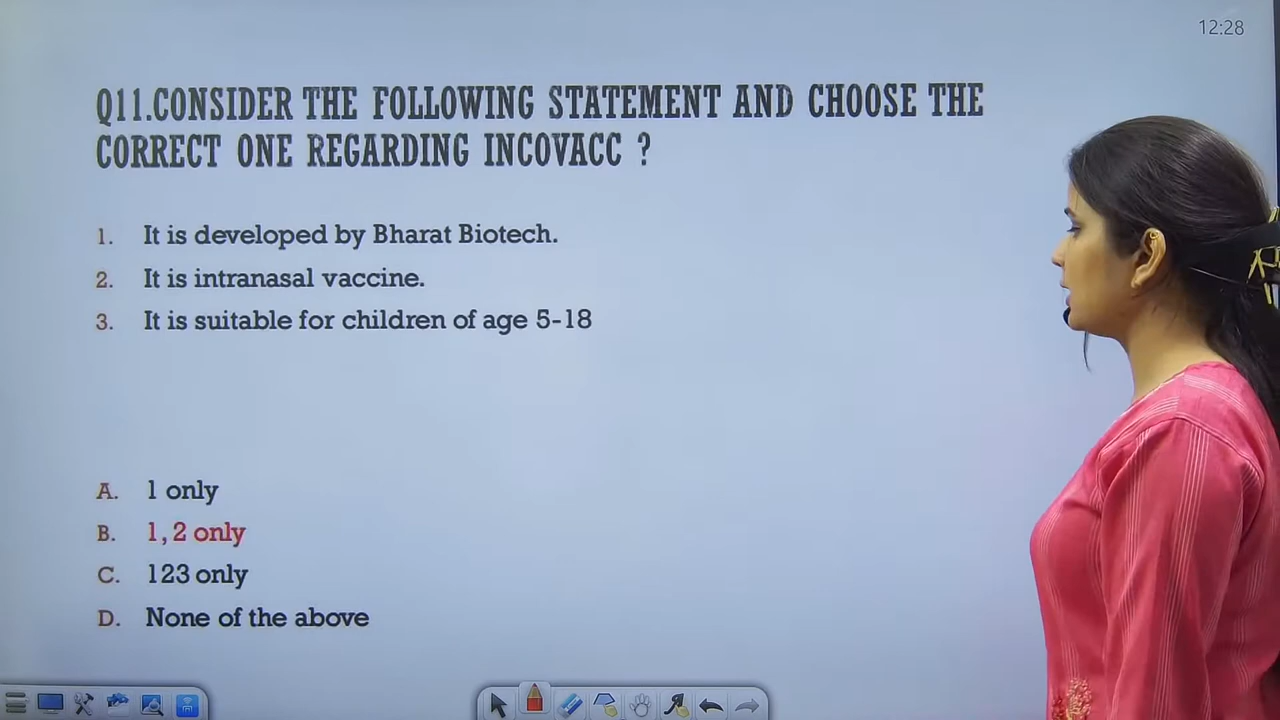 12:28
Q11.CONSIDER THE FOLLOWING STATEMENT AND CHOOSE THE
CORRECT ONE REGARDING INCOVACC ?
1. It is developed by Bharat Biotech.
2. It is intranasal vaccine.
3. It is suitable for children of age 5-18
A. 1 only
B. 1, 2 only
C. 123 only
D. None of the above